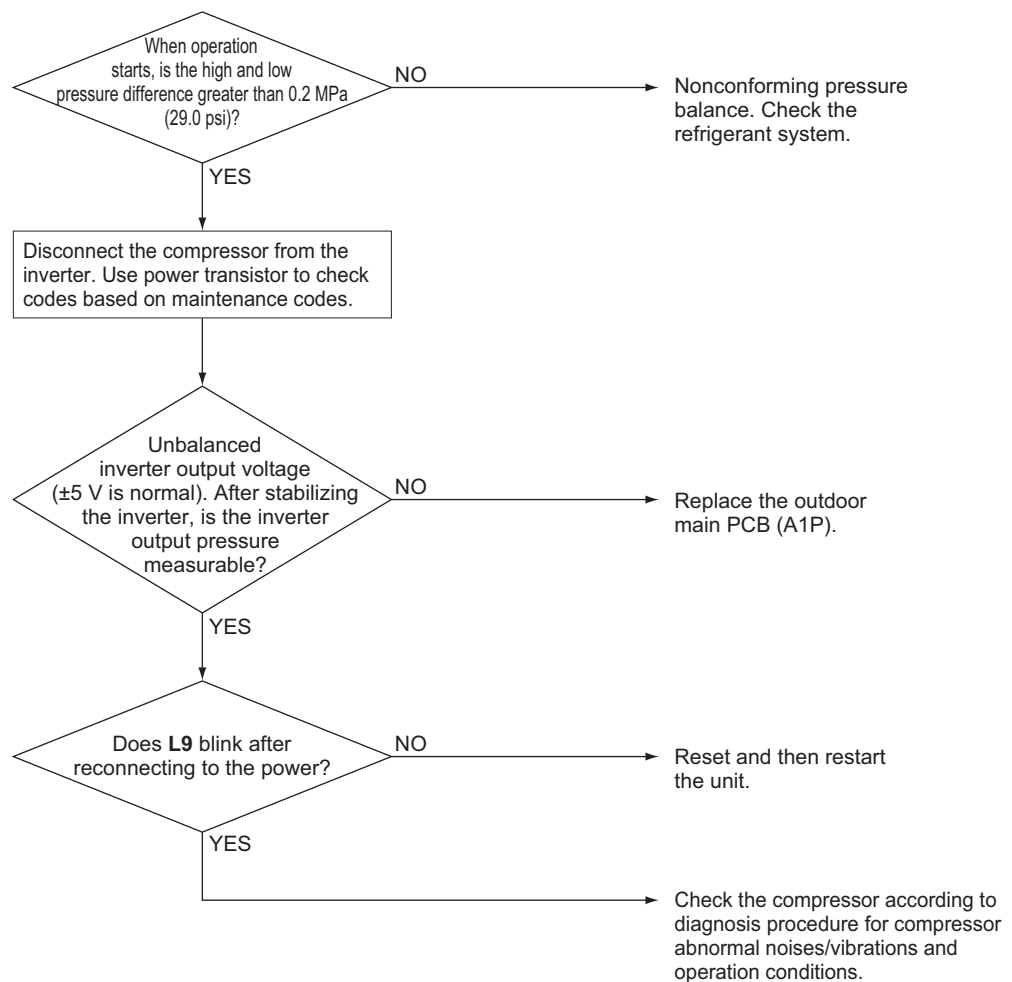 When operation
starts, is the high and low
pressure difference greater than 0.2 MPa
(29.0 psi)?
NO
Nonconforming pressure
balance. Check the
refrigerant system.
YES
Disconnect the compressor from the
inverter. Use power transistor to check
codes based on maintenance codes.
Unbalanced
inverter output voltage
(±5 V is normal). After stabilizing
the inverter, is the inverter
output pressure
measurable?
NO
Replace the outdoor
main PCB (A1P).
YES
Does L9 blink after
reconnecting to the power?
NO
Reset and then restart
the unit.
YES
Check the compressor according to
diagnosis procedure for compressor
abnormal noises/vibrations and
operation conditions.